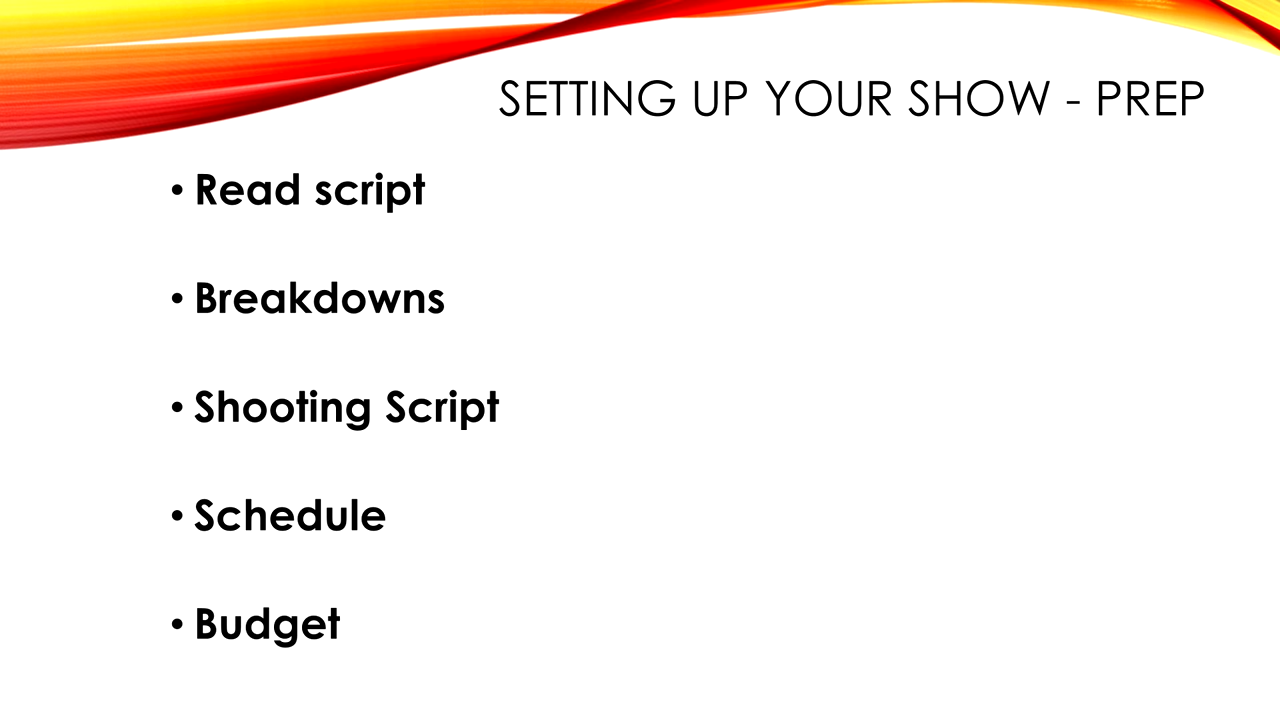 SETTING UP YOUR SHOW - PREP
• Read script
• Breakdowns
• Shooting Script
• Schedule
• Budget